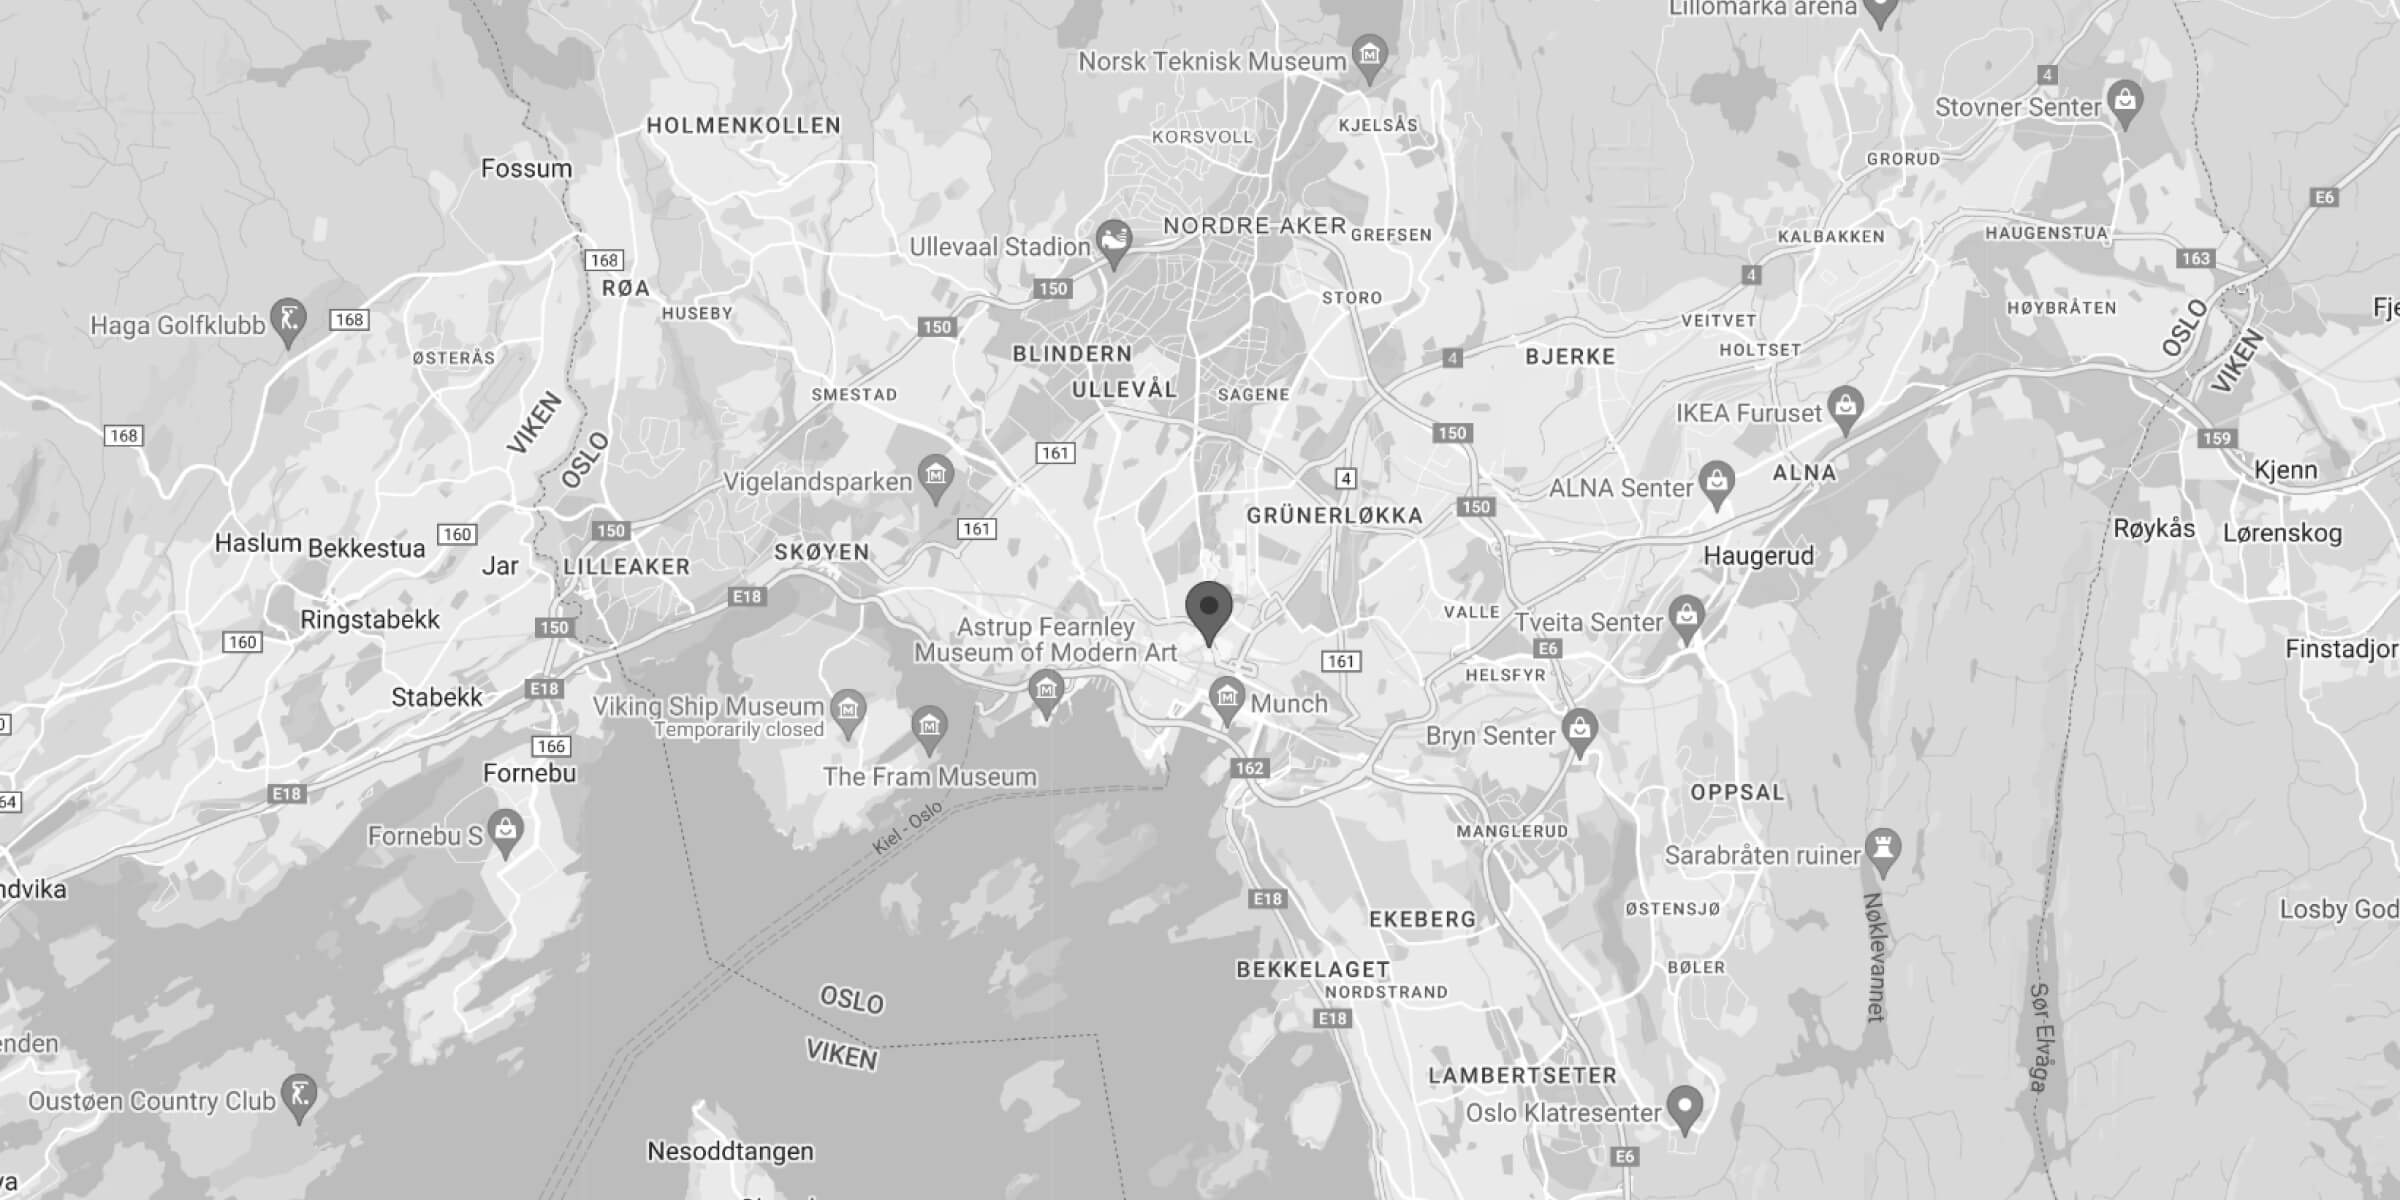 Lillomarka arena
Norsk Teknisk Museum
4
Stovner Senter
HOLMENKOLLEN
KORSVOLL
KJELSÅS
GRORUD
Fossum
E6
NORDRE AKER
GREFSEN
KALBAKKEN
HAUGENSTUA
Ullevaal Stadion
168
163
4
RØA
150
STORO
HØYBRÅTEN
HUSEBY
Haga Golfklubb
168
150
VEITVET
OSLO
VIKEN
ØSTERÅS
BLINDERN
4
BJERKE
HOLTSET
ULLEVÅL
SMESTAD
SAGENE
IKEA Furuset
VIKEN
OSLO
168
161
150
159
Vigelandsparken
4
ALNA Senter
ALNA
Kjenn
150
GRÜNERLØKKA
150
161
160
Haslum
Bekkestua
Røykås
Lørenskog
Jar
LILLEAKER
SKØYEN
Haugerud
E18
Ringstabekk
150
160
VALLE
Tveita Senter
Astrup Fearnley
Museum of Modern Art
161
E6
Finstadjor
HELSFYR
Stabekk
E18
Viking Ship Museum
Temporarily closed
Munch
Bryn Senter
166
Fornebu
The Fram Museum
162
E18
OPPSAL
64
Kiel - Oslo
Fornebu S
MANGLERUD
Sarabråten ruiner
ndvika
E18
EKEBERG
ØSTENSJØ
Losby God
Nøklevannet
BEKKELAGET
NORDSTRAND
BØLER
OSLO
VIKEN
E18
Sør-Elvåga
enden
LAMBERTSETER
Oustøen Country Club
Oslo Klatresenter
Nesoddtangen
E6